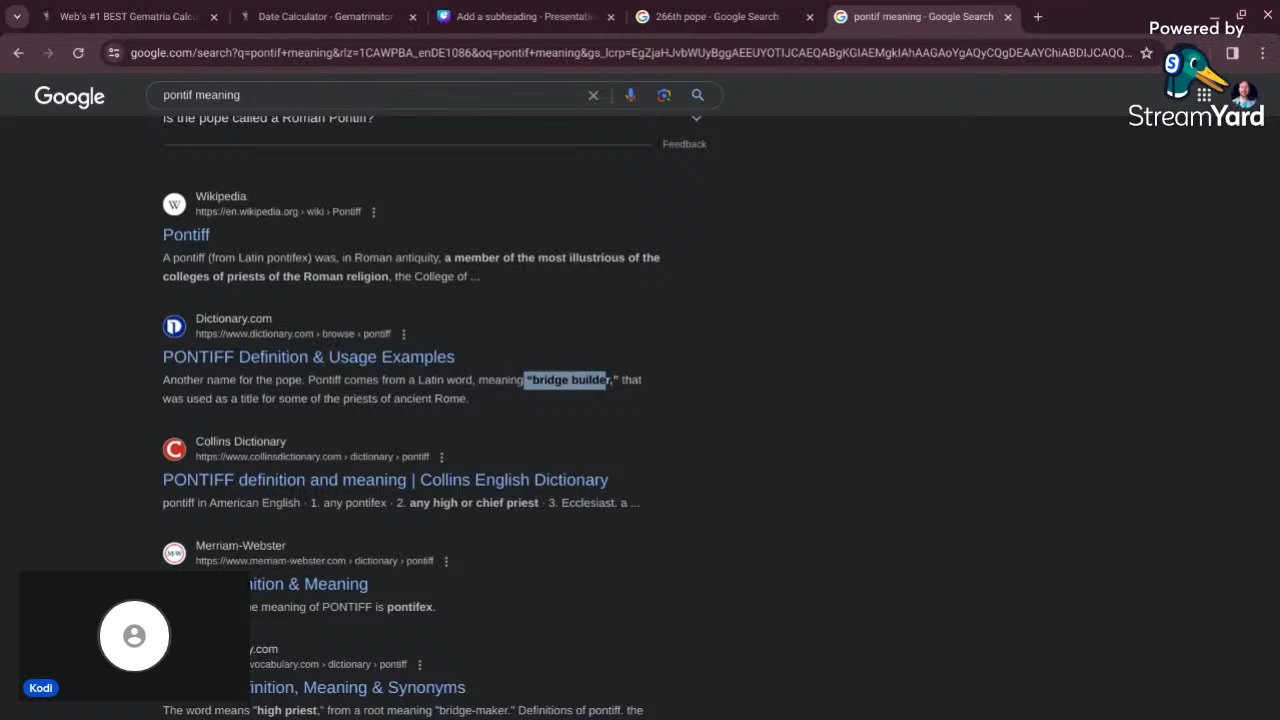 Web's #1 BEST Gematria Calcu
Date Calculator - Gematrinator
Add a subheading - Presentatio
266th pope - Google Search
pontif meaning - Google Search
Powered by
google.com/search?q=pontif+meaning&rlz=1CAWPBA_enDE1086&oq=pontif+meaning&gs_lcrp=EgZjaHJvbWUyBggAEEUYOTIJCAEQABgKGIAEMgkIAhAAGAoYgAQyCQgDEAAYChiABDIJCAQQ...
StreamYard
Google
pontif meaning
Is the pope called a Roman Pontiff?
Feedback
Wikipedia
https://en.wikipedia.org › wiki › Pontiff
Pontiff
A pontiff (from Latin pontifex) was, in Roman antiquity, a member of the most illustrious of the
colleges of priests of the Roman religion, the College of ...
Dictionary.com
https://www.dictionary.com › browse › pontiff
PONTIFF Definition & Usage Examples
Another name for the pope. Pontiff comes from a Latin word, meaning “bridge builder,” that
was used as a title for some of the priests of ancient Rome.
Collins Dictionary
https://www.collinsdictionary.com › dictionary › pontiff
PONTIFF definition and meaning | Collins English Dictionary
pontiff in American English · 1. any pontifex · 2. any high or chief priest · 3. Ecclesiast. a ...
Merriam-Webster
https://www.merriam-webster.com › dictionary › pontiff
nition & Meaning
e meaning of PONTIFF is pontifex.
y.com
vocabulary.com › dictionary › pontiff
finition, Meaning & Synonyms
The word means "high priest," from a root meaning "bridge-maker." Definitions of pontiff. the
Kodi